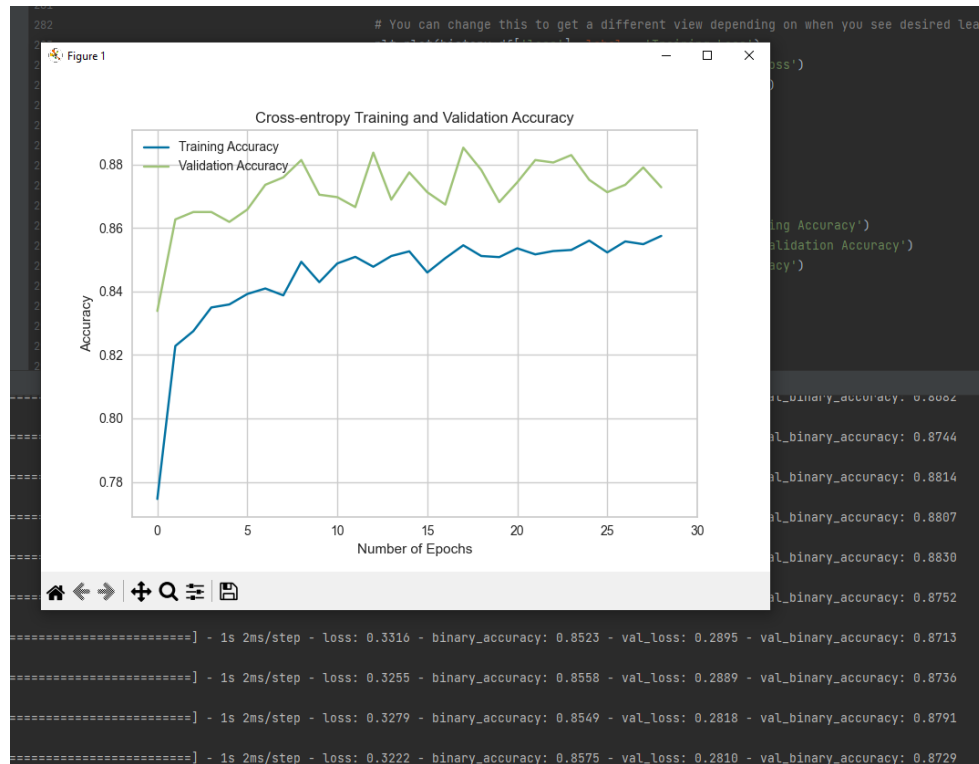 282
# You can change this to get a different view depending on when you see desired lea
Figure 1
oss')
)
Cross-entropy Training and Validation Accuracy
Training Accuracy
Validation Accuracy
0.88
0.86
0.84
0.82
0.80
0.78
Accuracy
0 5 10 15 20 25 30
Number of Epochs
ing Accuracy')
alidation Accuracy')
acy')
al_binary_accuracy: 0.8682
==== al_binary_accuracy: 0.8744
==== al_binary_accuracy: 0.8814
==== al_binary_accuracy: 0.8807
==== al_binary_accuracy: 0.8830
==== al_binary_accuracy: 0.8752
=========================] - 1s 2ms/step - loss: 0.3316 - binary_accuracy: 0.8523 - val_loss: 0.2895 - val_binary_accuracy: 0.8713
=========================] - 1s 2ms/step - loss: 0.3255 - binary_accuracy: 0.8558 - val_loss: 0.2889 - val_binary_accuracy: 0.8736
=========================] - 1s 2ms/step - loss: 0.3279 - binary_accuracy: 0.8549 - val_loss: 0.2818 - val_binary_accuracy: 0.8791
=========================] - 1s 2ms/step - loss: 0.3222 - binary_accuracy: 0.8575 - val_loss: 0.2810 - val_binary_accuracy: 0.8729